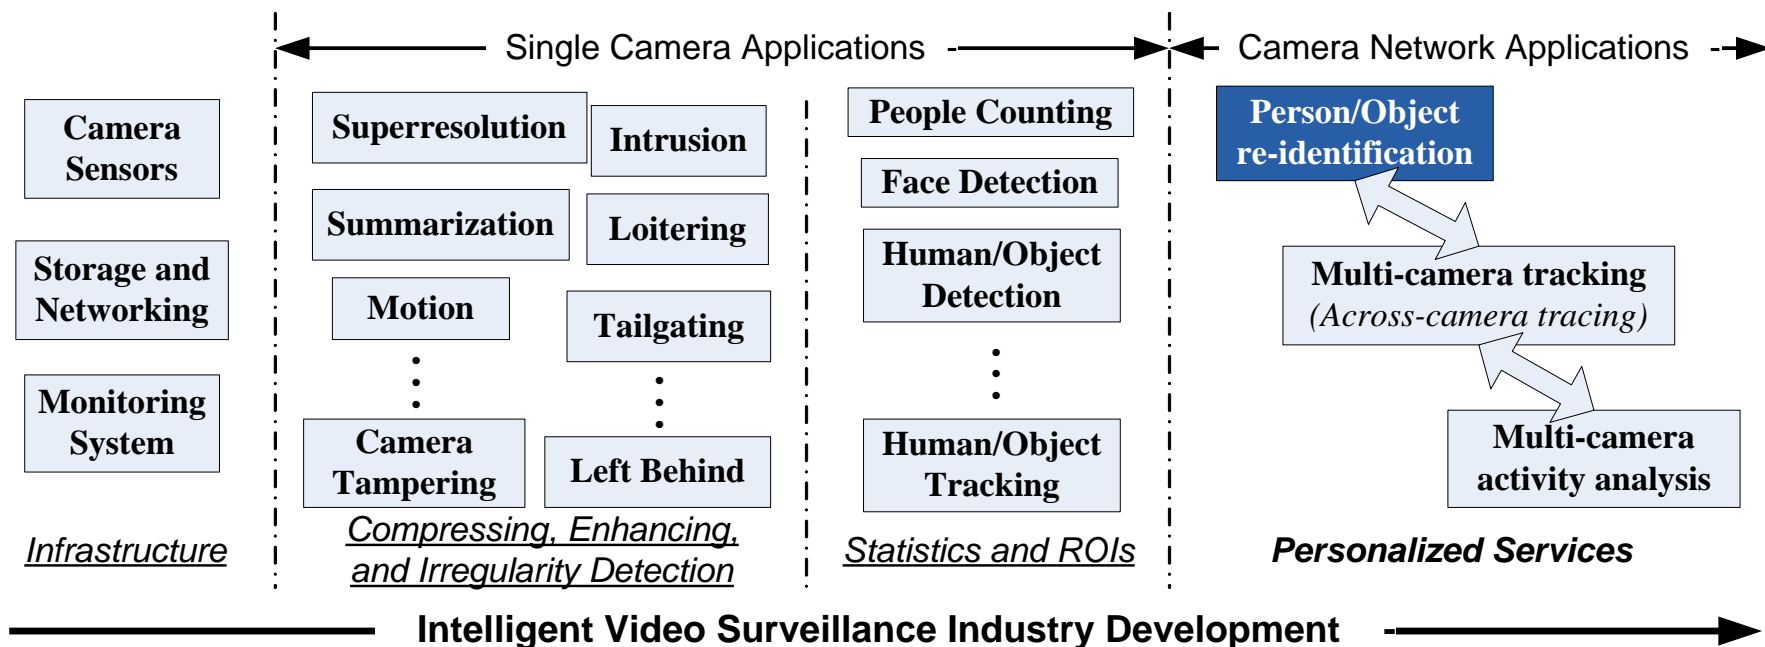 Single Camera Applications
Camera Network Applications
Camera
Sensors
Storage and
Networking
Monitoring
System
Infrastructure
Superresolution
Intrusion
Summarization
Loitering
Motion
Tailgating
Camera
Tampering
Left Behind
Compressing, Enhancing,
and Irregularity Detection
People Counting
Face Detection
Human/Object
Detection
Human/Object
Tracking
Statistics and ROIs
Person/Object
re-identification
Multi-camera tracking
(Across-camera tracing)
Multi-camera
activity analysis
Personalized Services
Intelligent Video Surveillance Industry Development